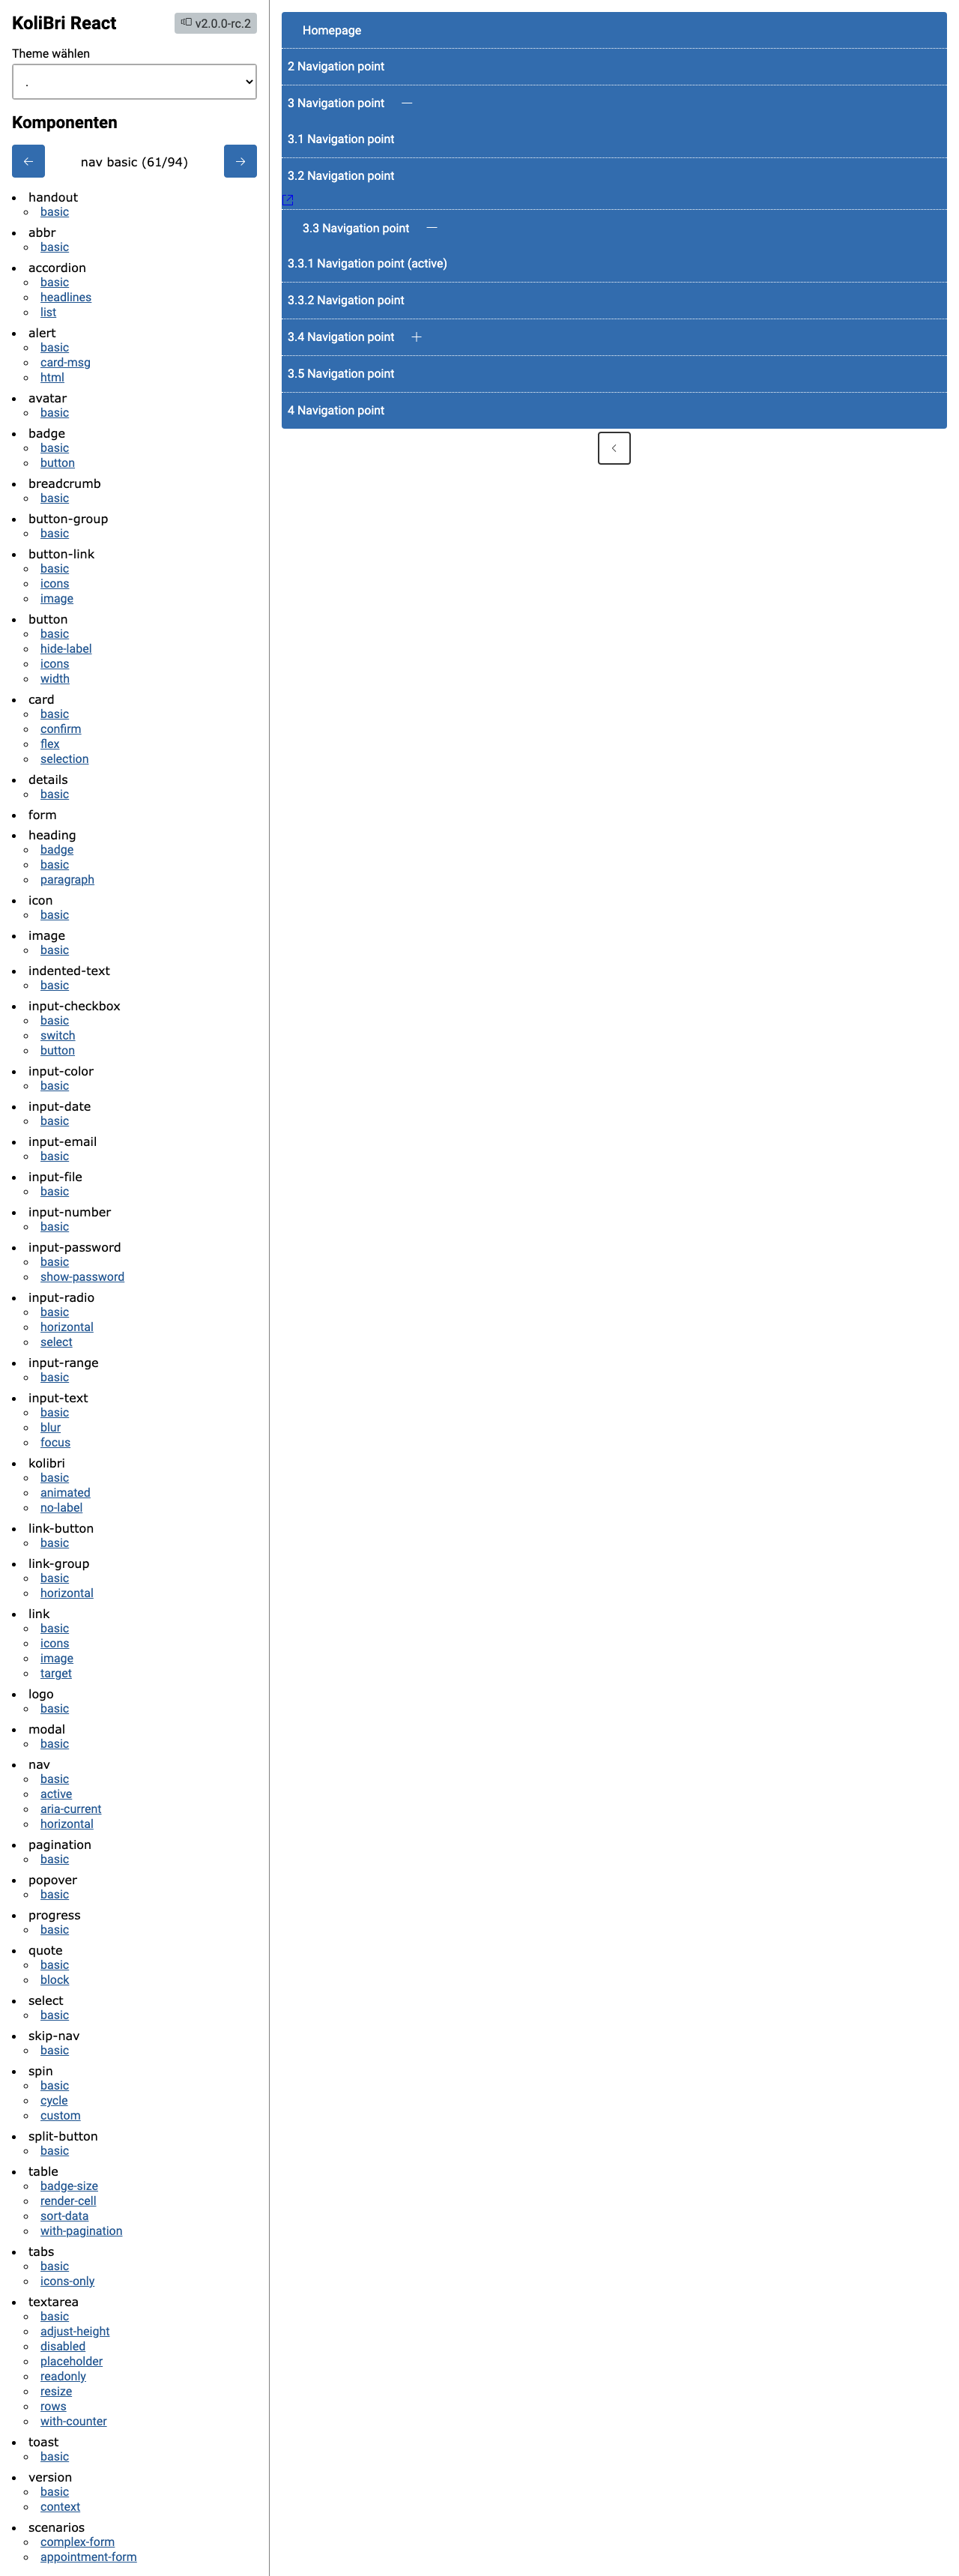 KoliBri React
v2.0.0-rc.2
Theme wählen
.
Komponenten
nav basic (61/94)
handout
basic
abbr
basic
accordion
basic
headlines
list
alert
basic
card-msg
html
avatar
basic
badge
basic
button
breadcrumb
basic
button-group
basic
button-link
basic
icons
image
button
basic
hide-label
icons
width
card
basic
confirm
flex
selection
details
basic
form
heading
badge
basic
paragraph
icon
basic
image
basic
indented-text
basic
input-checkbox
basic
switch
button
input-color
basic
input-date
basic
input-email
basic
input-file
basic
input-number
basic
input-password
basic
show-password
input-radio
basic
horizontal
select
input-range
basic
input-text
basic
blur
focus
kolibri
basic
animated
no-label
link-button
basic
link-group
basic
horizontal
link
basic
icons
image
target
logo
basic
modal
basic
nav
basic
active
aria-current
horizontal
pagination
basic
popover
basic
progress
basic
quote
basic
block
select
basic
skip-nav
basic
spin
basic
cycle
custom
split-button
basic
table
badge-size
render-cell
sort-data
with-pagination
tabs
basic
icons-only
textarea
basic
adjust-height
disabled
placeholder
readonly
resize
rows
with-counter
toast
basic
version
basic
context
scenarios
complex-form
appointment-form
Homepage
2 Navigation point
3 Navigation point
3.1 Navigation point
3.2 Navigation point
3.3 Navigation point
3.3.1 Navigation point (active)
3.3.2 Navigation point
3.4 Navigation point
3.5 Navigation point
4 Navigation point